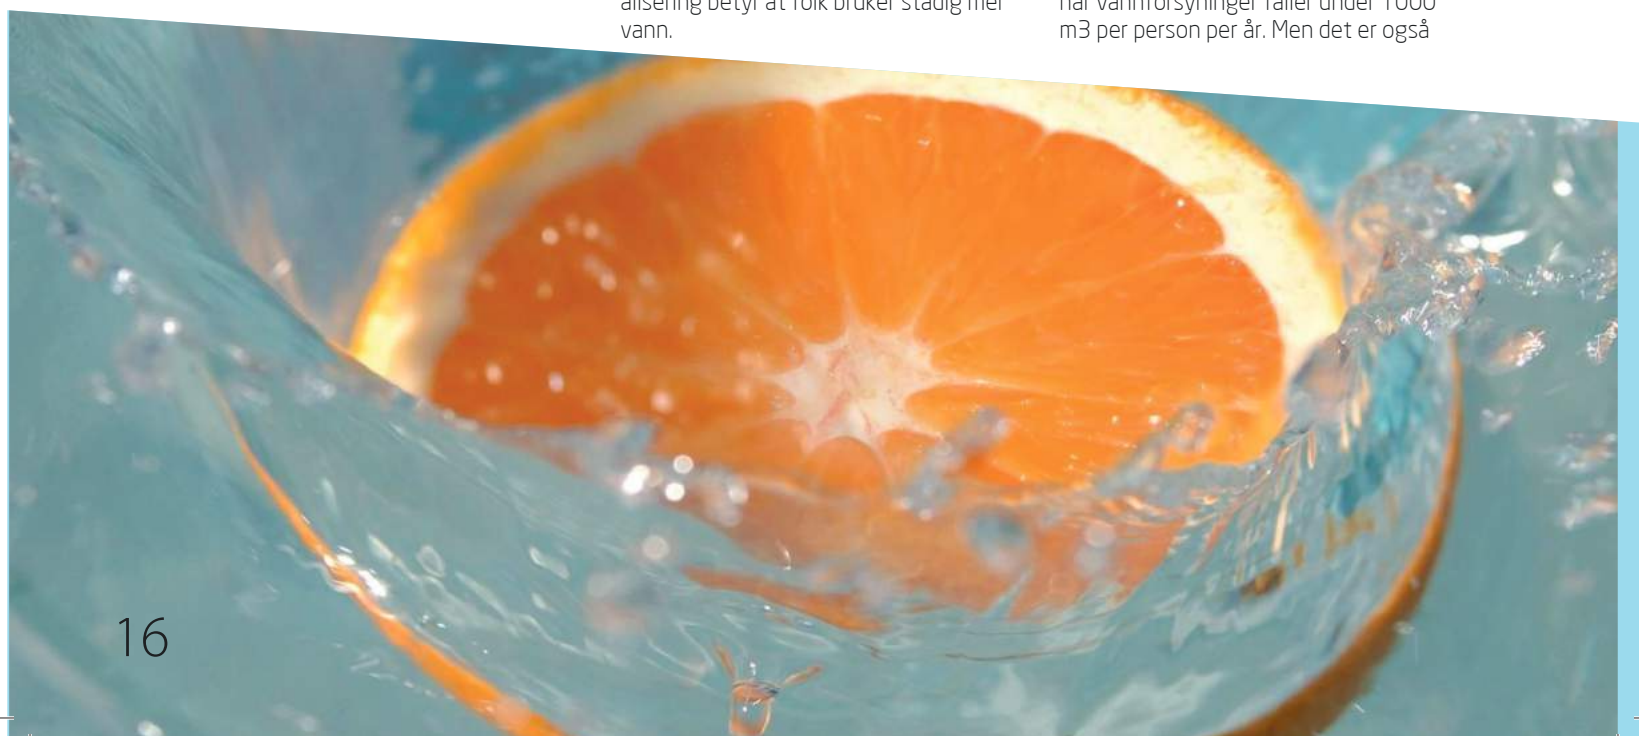 alisering betyr at folk bruker stadig mer
vann.
når vannforsyninger faller under 1000
m3 per person per år. Men det er også
16